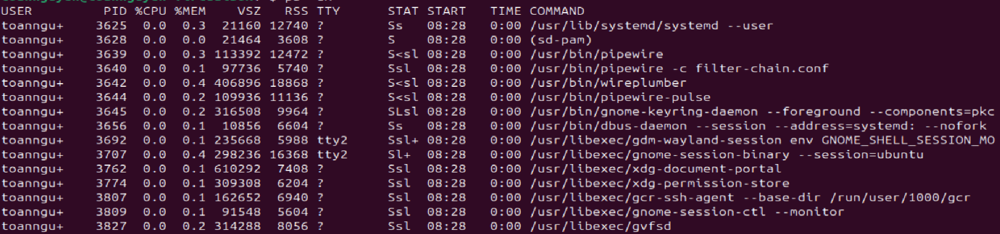 USER PID %CPU %MEM VSZ RSS TTY STAT START TIME COMMAND
toanngu+ 3625 0.0 0.3 21160 12740 ? Ss 08:28 0:00 /usr/lib/systemd/systemd --user
toanngu+ 3628 0.0 0.0 21464 3608 ? S 08:28 0:00 (sd-pam)
toanngu+ 3639 0.0 0.3 113392 12472 ? S<sl 08:28 0:00 /usr/bin/pipewire
toanngu+ 3640 0.0 0.1 97736 5740 ? Ssl 08:28 0:00 /usr/bin/pipewire -c filter-chain.conf
toanngu+ 3642 0.0 0.4 406896 18868 ? S<sl 08:28 0:00 /usr/bin/wireplumber
toanngu+ 3644 0.0 0.2 109936 11136 ? S<sl 08:28 0:00 /usr/bin/pipewire-pulse
toanngu+ 3645 0.0 0.2 316508 9964 ? SLsl 08:28 0:00 /usr/bin/gnome-keyring-daemon --foreground --components=pkc
toanngu+ 3656 0.0 0.1 10856 6604 ? Ss 08:28 0:00 /usr/bin/dbus-daemon --session --address=systemd: --nofork
toanngu+ 3692 0.0 0.1 235668 5988 tty2 Ssl+ 08:28 0:00 /usr/libexec/gdm-wayland-session env GNOME_SHELL_SESSION_MO
toanngu+ 3707 0.0 0.4 298236 16368 tty2 Sl+ 08:28 0:00 /usr/libexec/gnome-session-binary --session=ubuntu
toanngu+ 3762 0.0 0.1 610292 7408 ? Ssl 08:28 0:00 /usr/libexec/xdg-document-portal
toanngu+ 3774 0.0 0.1 309308 6204 ? Ssl 08:28 0:00 /usr/libexec/xdg-permission-store
toanngu+ 3807 0.0 0.1 162652 6940 ? Ssl 08:28 0:00 /usr/libexec/gcr-ssh-agent --base-dir /run/user/1000/gcr
toanngu+ 3809 0.0 0.1 91548 5604 ? Ssl 08:28 0:00 /usr/libexec/gnome-session-ctl --monitor
toanngu+ 3827 0.0 0.2 314288 8056 ? Ssl 08:28 0:00 /usr/libexec/gvfsd